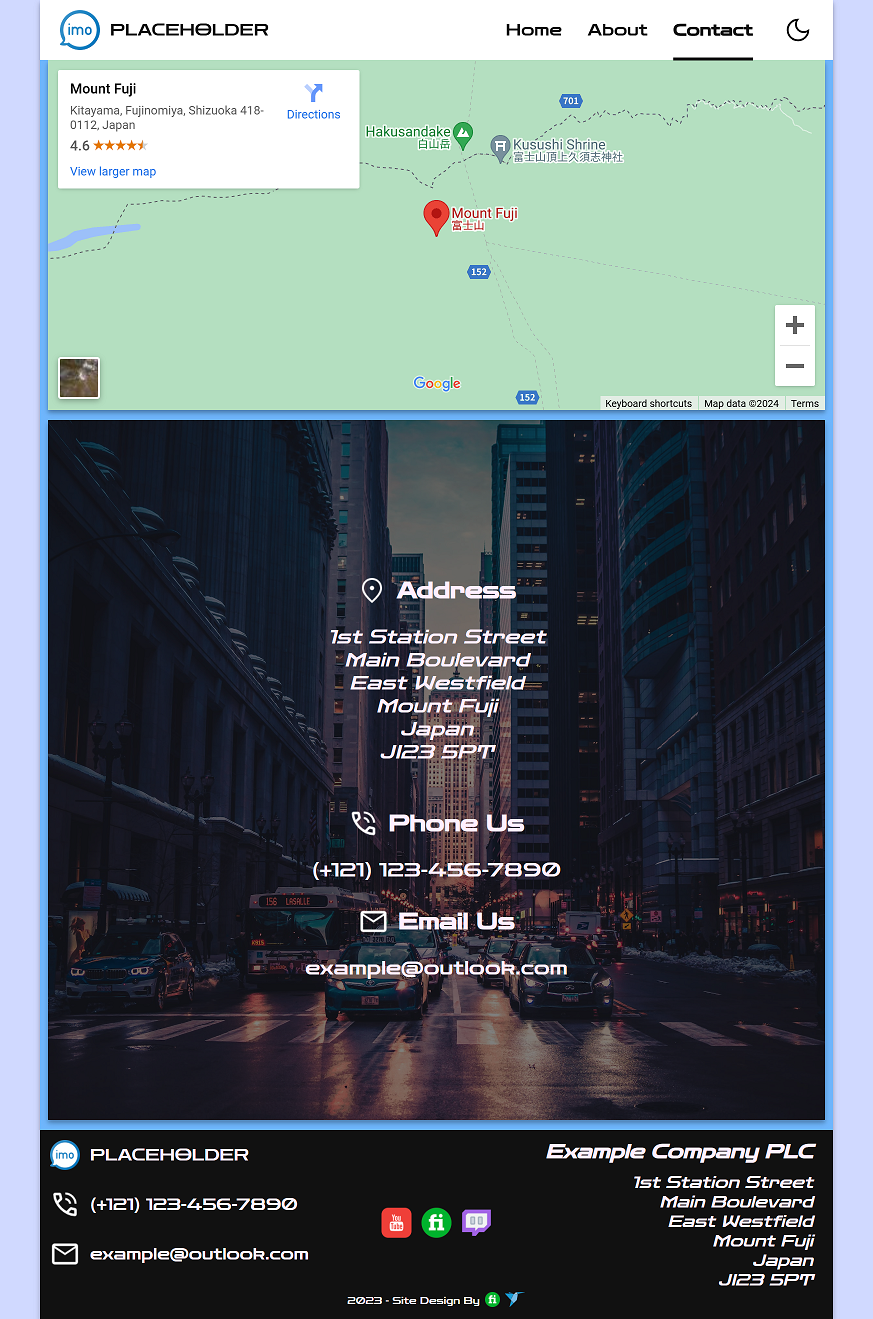 imo PLACEHOLDER
Home About Contact
Mount Fuji
Kitayama, Fujinomiya, Shizuoka 418-
0112, Japan
Directions
4.6
View larger map
701
Hakusandake
白山岳
Kusushi Shrine
富士山頂上久須志神社
Mount Fuji
富士山
152
Google
152
Keyboard shortcuts Map data ©2024 Terms
Address
1st Station Street
Main Boulevard
East Westfield
Mount Fuji
Japan
J123 5PT
Phone Us
(+121) 123-456-7890
156 LASALLE
Email Us
example@outlook.com
imo PLACEHOLDER
(+121) 123-456-7890
example@outlook.com
You
Tube
fi
Example Company PLC
1st Station Street
Main Boulevard
East Westfield
Mount Fuji
Japan
J123 5PT
2023 - Site Design By fi